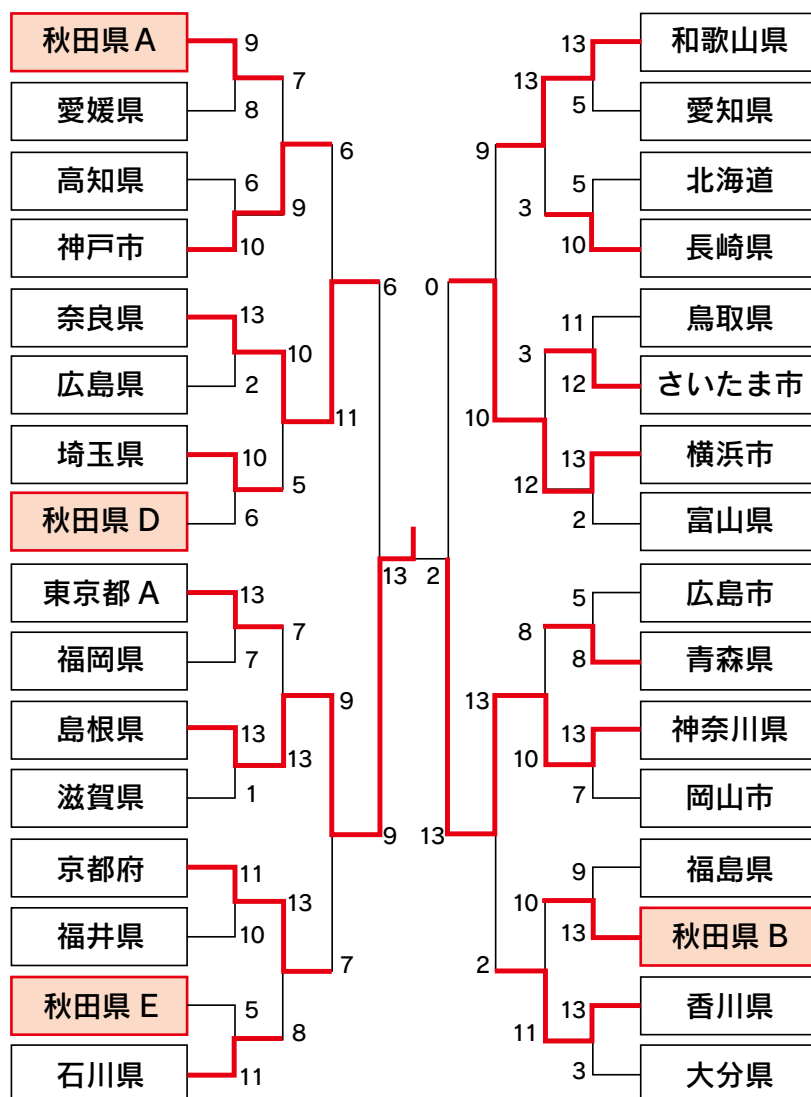 秋田県 A
9
7
愛媛県
8
6
高知県
6
9
神戸市
10
6
奈良県
13
10
広島県
2
11
埼玉県
10
5
秋田県 D
6
13
東京都 A
13
7
福岡県
7
9
島根県
13
13
滋賀県
1
9
京都府
11
13
福井県
10
7
秋田県 E
5
8
石川県
11
和歌山県
13
13
愛知県
5
9
北海道
5
3
長崎県
10
0
鳥取県
11
3
さいたま市
12
10
横浜市
13
12
富山県
2
2
広島市
5
8
青森県
8
13
神奈川県
13
10
岡山市
7
13
福島県
9
10
秋田県 B
13
2
香川県
13
11
大分県
3